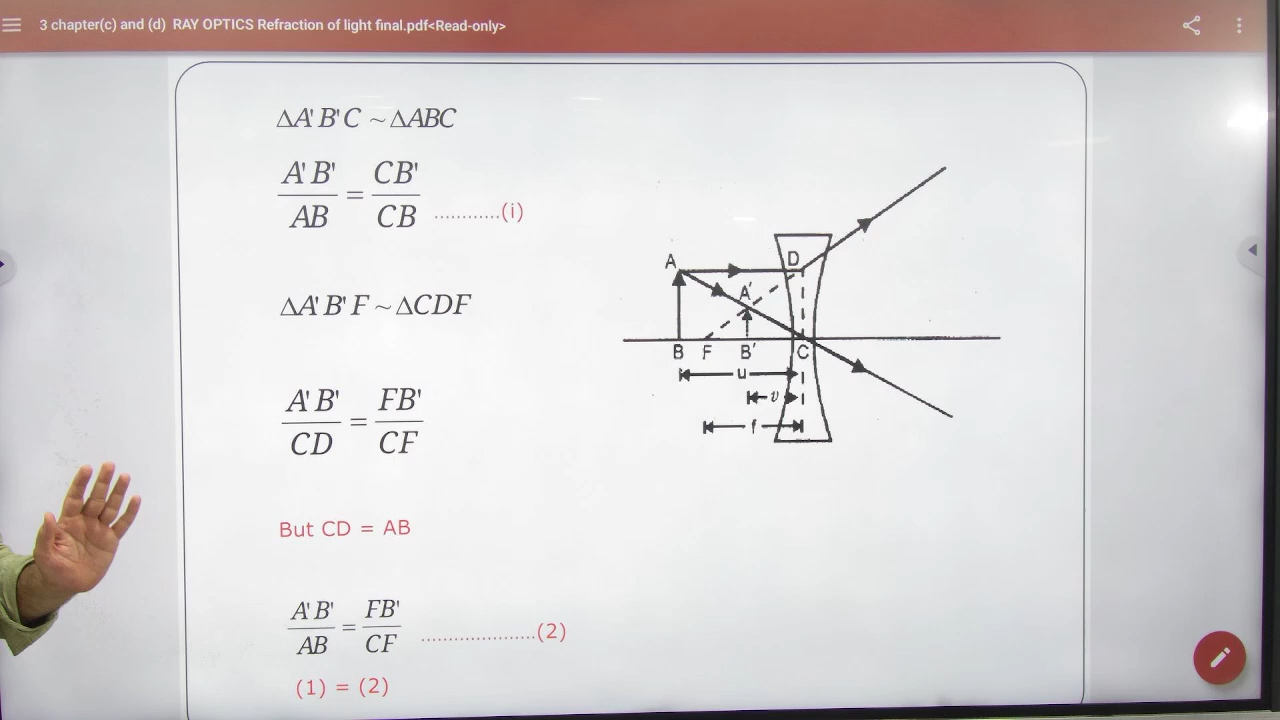 3 chapter(c) and (d) RAY OPTICS Refraction of light final.pdf<Read-only>
ΔA'B'C ~ ΔABC
A'B'/AB = CB'/CB ............(i)
ΔA'B'F ~ ΔCDF
A'B'/CD = FB'/CF
But CD = AB
A'B'/AB = FB'/CF .....................(2)
(1) = (2)
A D
A'
B F B' C
u
v
f